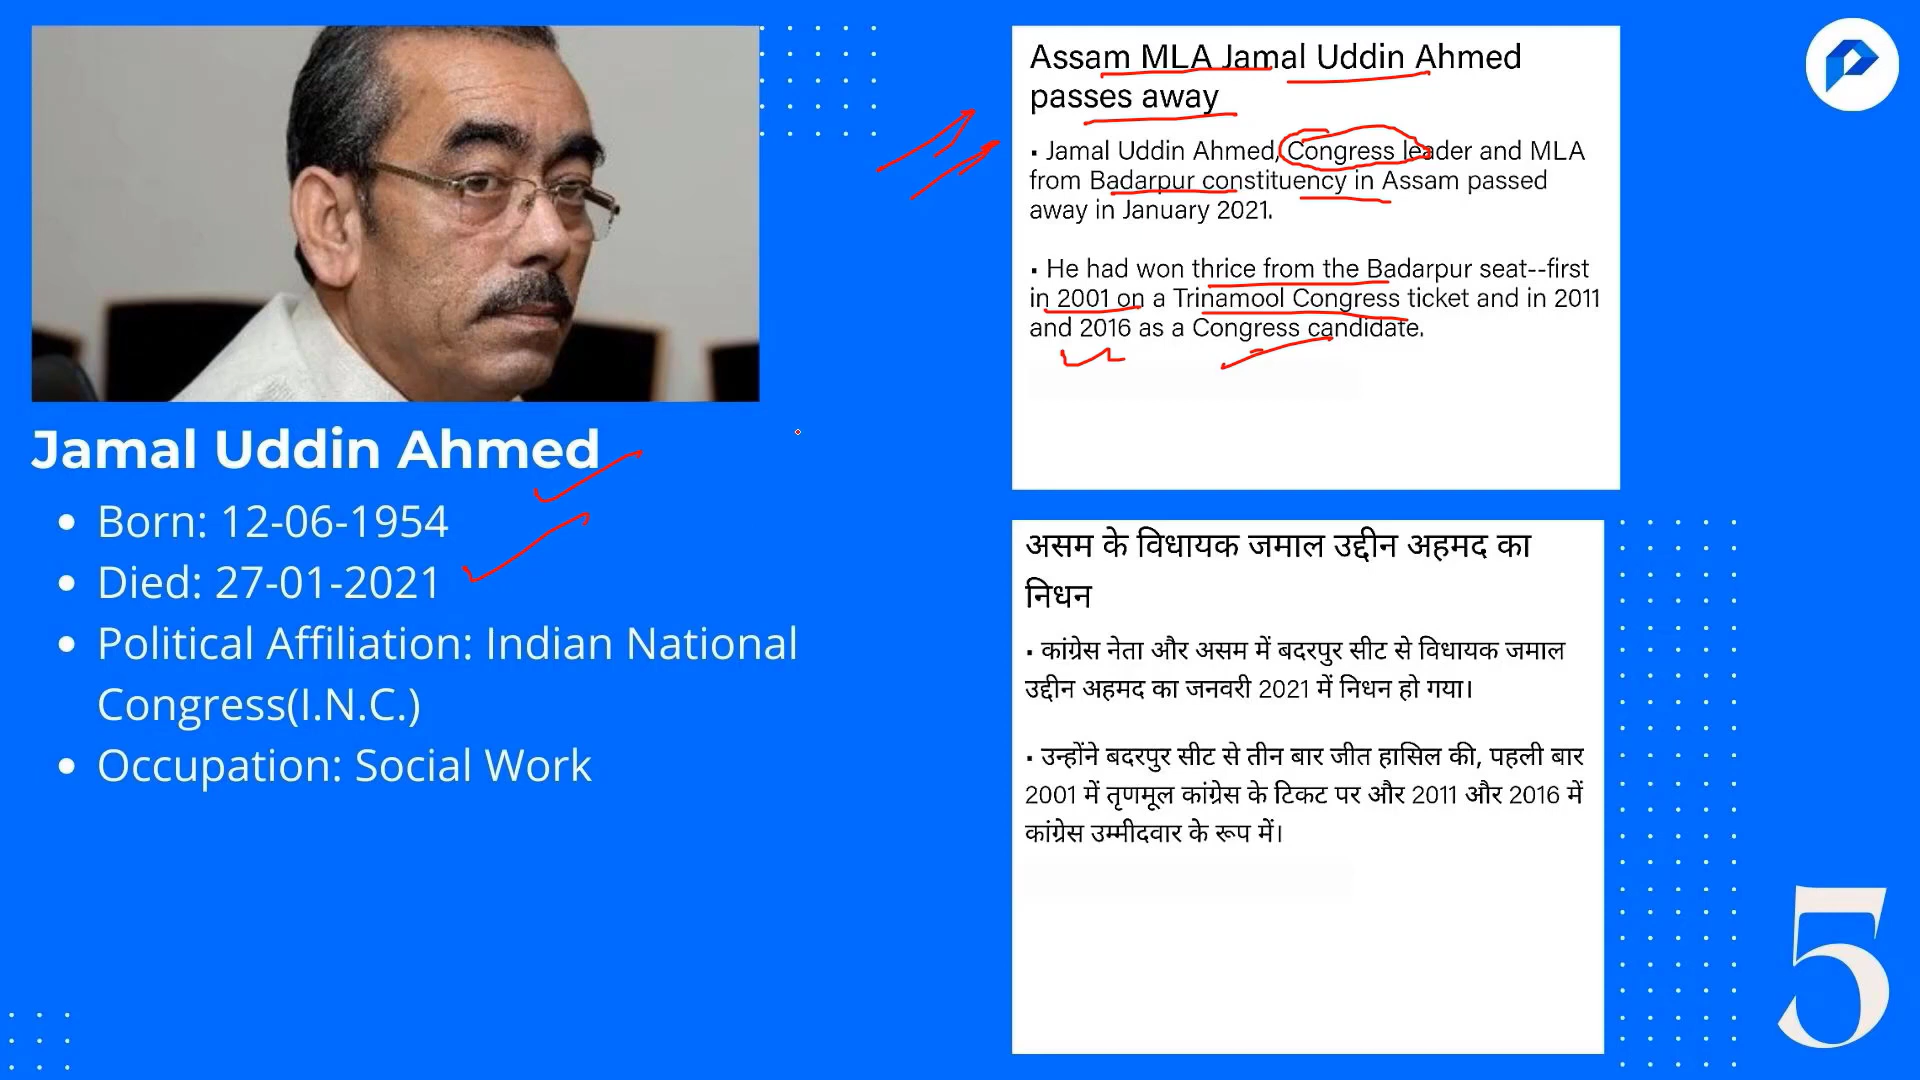 Jamal Uddin Ahmed
• Born: 12-06-1954
• Died: 27-01-2021
• Political Affiliation: Indian National
Congress(I.N.C.)
• Occupation: Social Work
Assam MLA Jamal Uddin Ahmed
passes away
▪ Jamal Uddin Ahmed, Congress leader and MLA
from Badarpur constituency in Assam passed
away in January 2021.
▪ He had won thrice from the Badarpur seat--first
in 2001 on a Trinamool Congress ticket and in 2011
and 2016 as a Congress candidate.
असम के विधायक जमाल उद्दीन अहमद का
निधन
▪ कांग्रेस नेता और असम में बदरपुर सीट से विधायक जमाल
उद्दीन अहमद का जनवरी 2021 में निधन हो गया।
▪ उन्होंने बदरपुर सीट से तीन बार जीत हासिल की, पहली बार
2001 में तृणमूल कांग्रेस के टिकट पर और 2011 और 2016 में
कांग्रेस उम्मीदवार के रूप में।
5